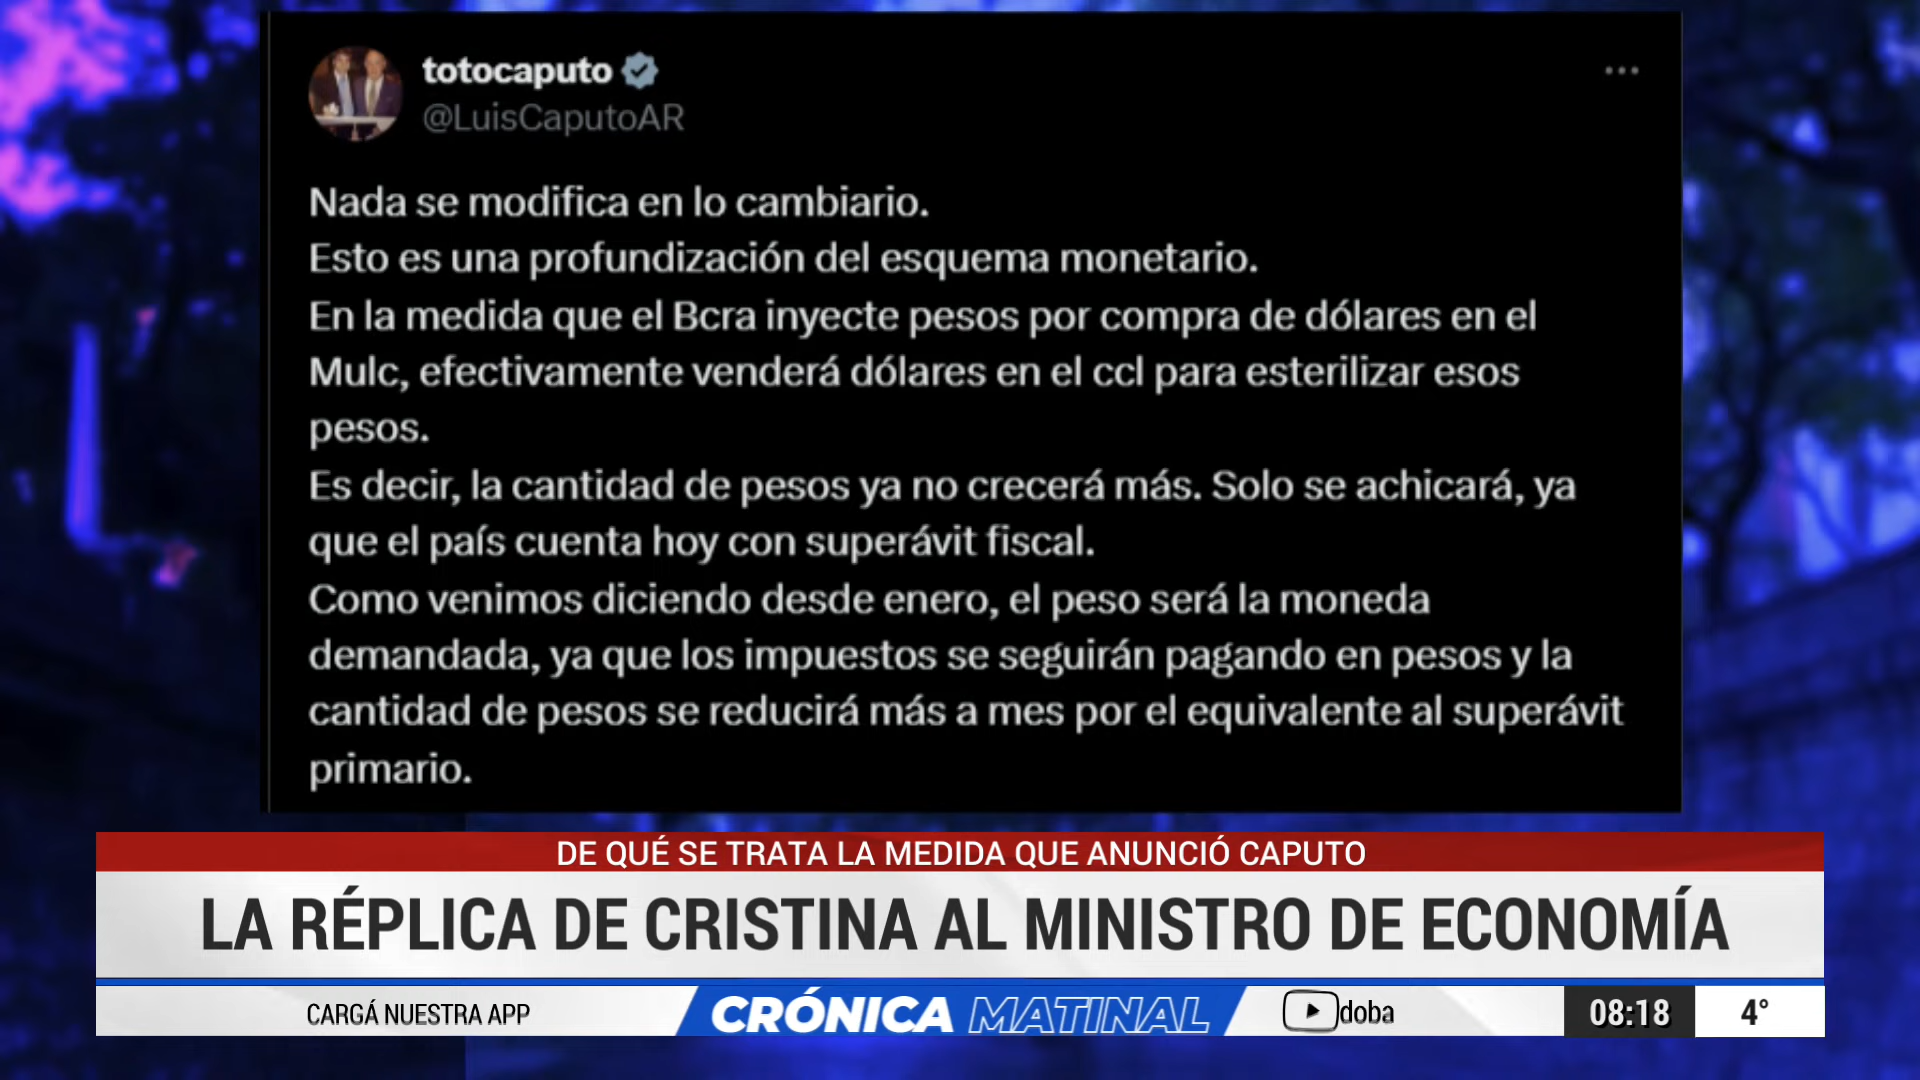 totocaputo
@LuisCaputoAR
Nada se modifica en lo cambiario.
Esto es una profundización del esquema monetario.
En la medida que el Bcra inyecte pesos por compra de dólares en el
Mulc, efectivamente venderá dólares en el ccl para esterilizar esos
pesos.
Es decir, la cantidad de pesos ya no crecerá más. Solo se achicará, ya
que el país cuenta hoy con superávit fiscal.
Como venimos diciendo desde enero, el peso será la moneda
demandada, ya que los impuestos se seguirán pagando en pesos y la
cantidad de pesos se reducirá más a mes por el equivalente al superávit
primario.
DE QUÉ SE TRATA LA MEDIDA QUE ANUNCIÓ CAPUTO
LA RÉPLICA DE CRISTINA AL MINISTRO DE ECONOMÍA
CARGÁ NUESTRA APP
CRÓNICA MATINAL
doba
08:18
4°